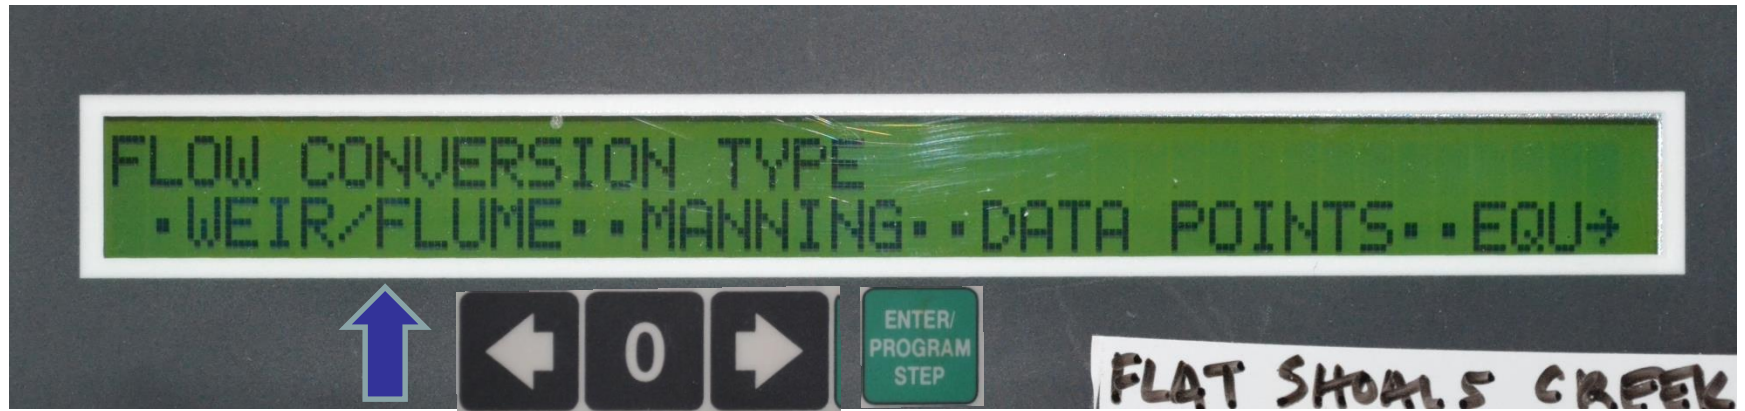 FLOW CONVERSION TYPE
▪WEIR/FLUME▪▪MANNING▪▪DATA POINTS▪▪EQU→
0
ENTER/
PROGRAM
STEP
FLAT SHOALS CREEK